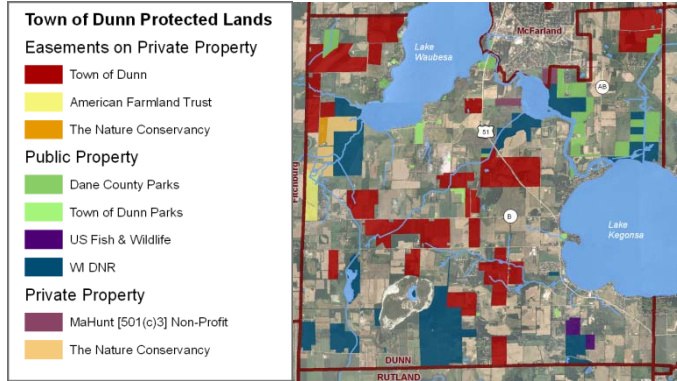 Town of Dunn Protected Lands
Easements on Private Property
Town of Dunn
American Farmland Trust
The Nature Conservancy
Public Property
Dane County Parks
Town of Dunn Parks
US Fish & Wildlife
WI DNR
Private Property
MaHunt [501(c)3] Non-Profit
The Nature Conservancy
Lake
Waubesa
McFARLAND
AB
51
Fitchburg
B
Lake
Kegonsa
DUNN
RUTLAND